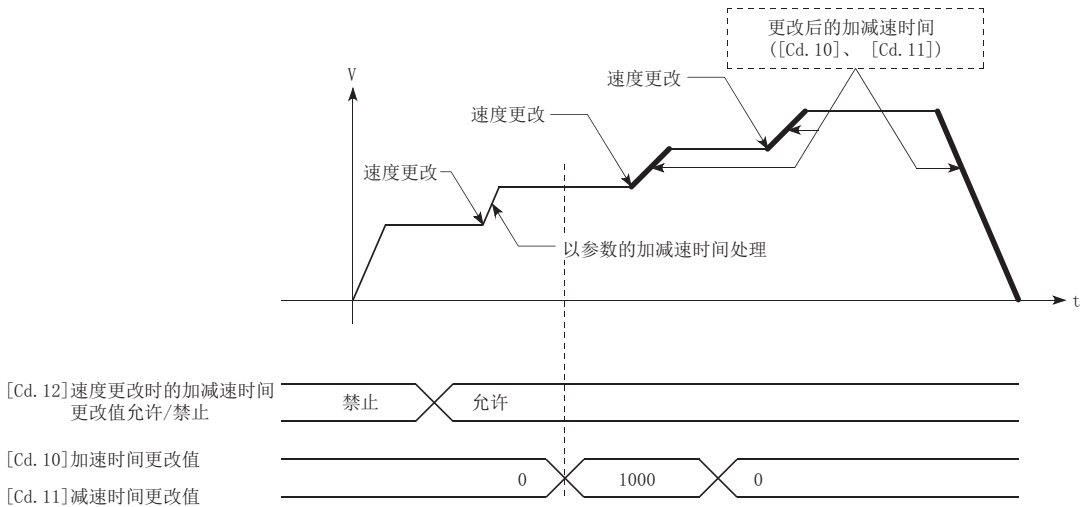 更改后的加减速时间
([Cd.10]、 [Cd.11])
V
速度更改
速度更改
速度更改
以参数的加减速时间处理
t
[Cd.12]速度更改时的加减速时间
更改值允许/禁止
禁止
允许
[Cd.10]加速时间更改值
0
1000
0
[Cd.11]减速时间更改值